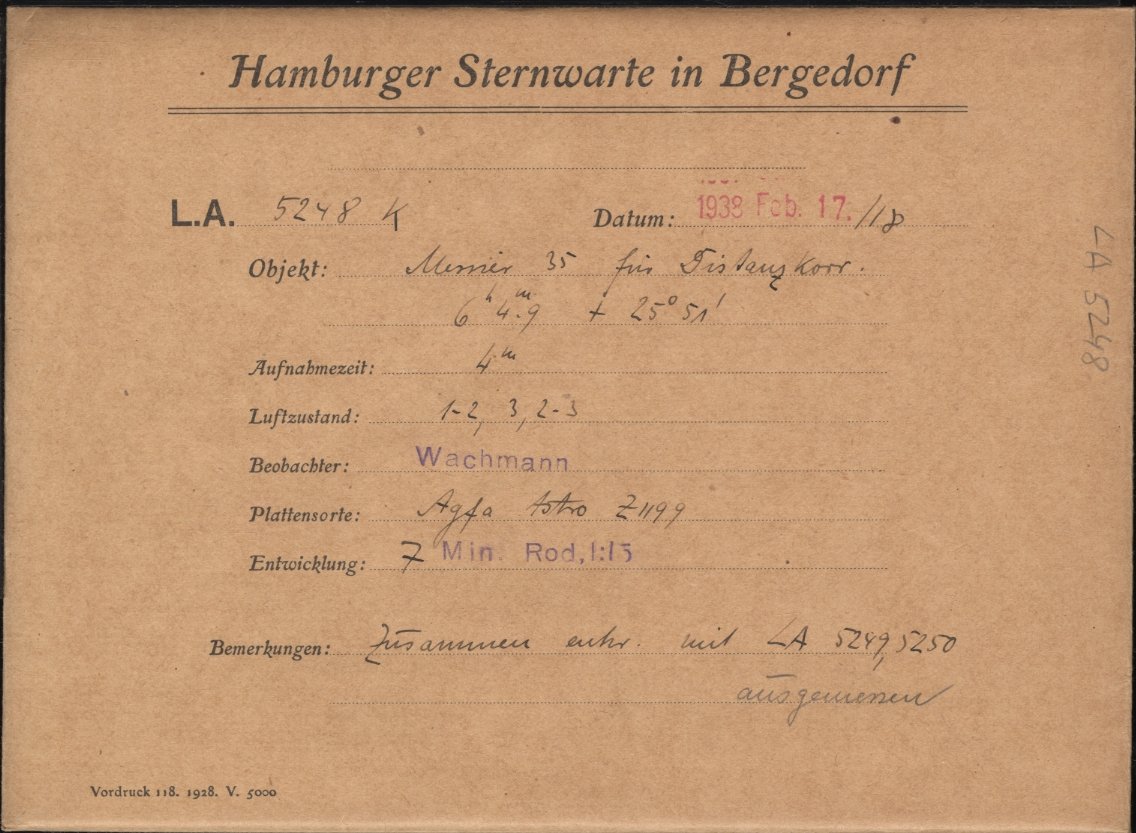 Hamburger Sternwarte in Bergedorf
L.A. 5248 K Datum: 1938 Feb. 17./18
Objekt: Messier 35 für Distanzkorr.
6ʰ 4ᵐ.9 + 25° 51'
Aufnahmezeit: 4ᵐ
Luftzustand: 1-2, 3, 2-3
Beobachter: Wachmann
Plattensorte: Agfa Astro Z1199
Entwicklung: 7 Min. Rod, 1:15
Bemerkungen: Zusammen entw. mit LA 5249, 5250
ausgemessen
Vordruck 118. 1928. V. 5000
LA 5248